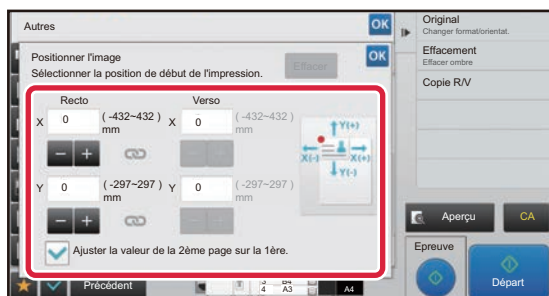 Autres
OK
Positionner l'image
Sélectionner la position de début de l'impression.
Effacer
OK
Recto
Verso
X
0
( -432~432 )
mm
X
0
( -432~432 )
mm
Y(+)
X(-)
X(+)
Y(-)
Y
0
( -297~297 )
mm
Y
0
( -297~297 )
mm
Ajuster la valeur de la 2ème page sur la 1ère.
Précédent
3 B4
4 A3
A4
Original
Changer format/orientat.
Effacement
Effacer ombre
Copie R/V
Aperçu
CA
Epreuve
Départ